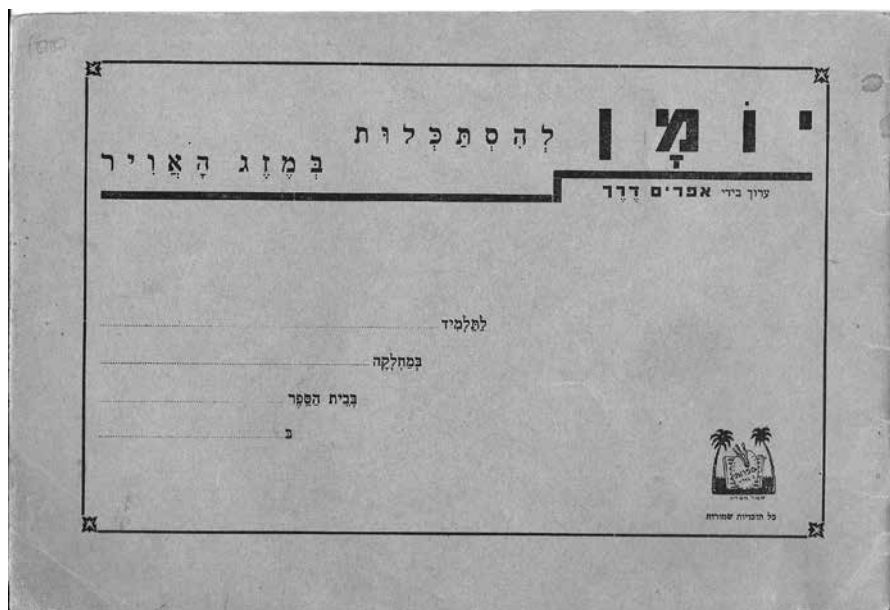 יוֹמָן
לְהִסְתַּכְּלוּת
בְּמֶזֶג הָאֲוִיר
ערוך בידי אפרים דֶרֶך
לַתַּלְמִיד
בְּמַחְלָקָה
בְּבֵית הַסֵּפֶר
בּ
כל הזכויות שמורות